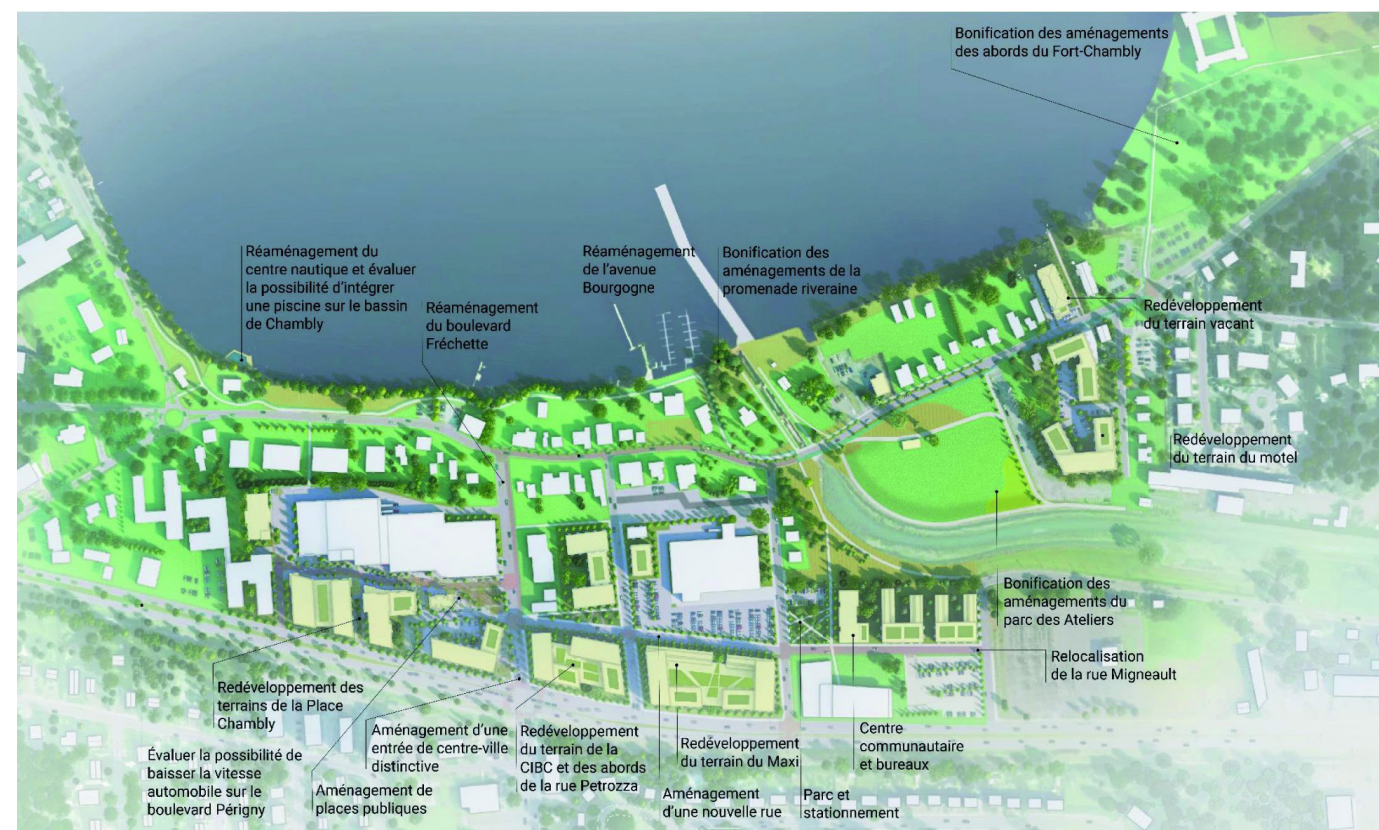 Bonification des aménagements
des abords du Fort-Chambly
Réaménagement du
centre nautique et évaluer
la possibilité d'intégrer
une piscine sur le bassin
de Chambly
Réaménagement
du boulevard
Fréchette
Réaménagement
de l'avenue
Bourgogne
Bonification des
aménagements de la
promenade riveraine
Redéveloppement
du terrain vacant
Redéveloppement
du terrain du motel
Bonification des
aménagements du
parc des Ateliers
Relocalisation
de la rue Migneault
Redéveloppement des
terrains de la Place
Chambly
Évaluer la possibilité de
baisser la vitesse
automobile sur le
boulevard Périgny
Aménagement d'une
entrée de centre-ville
distinctive
Aménagement de
places publiques
Redéveloppement
du terrain de la
CIBC et des abords
de la rue Petrozza
Redéveloppement
du terrain du Maxi
Aménagement
d'une nouvelle rue
Centre
communautaire
et bureaux
Parc et
stationnement